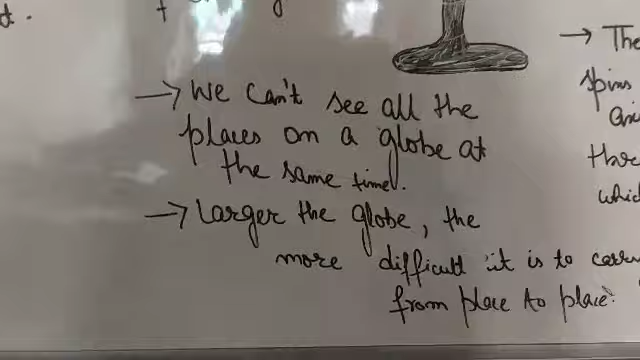 t.
→ We can't see all the
places on a globe at
the same time.
→ Larger the globe, the
more difficult it is to
from place to place.
→ The
spins
which